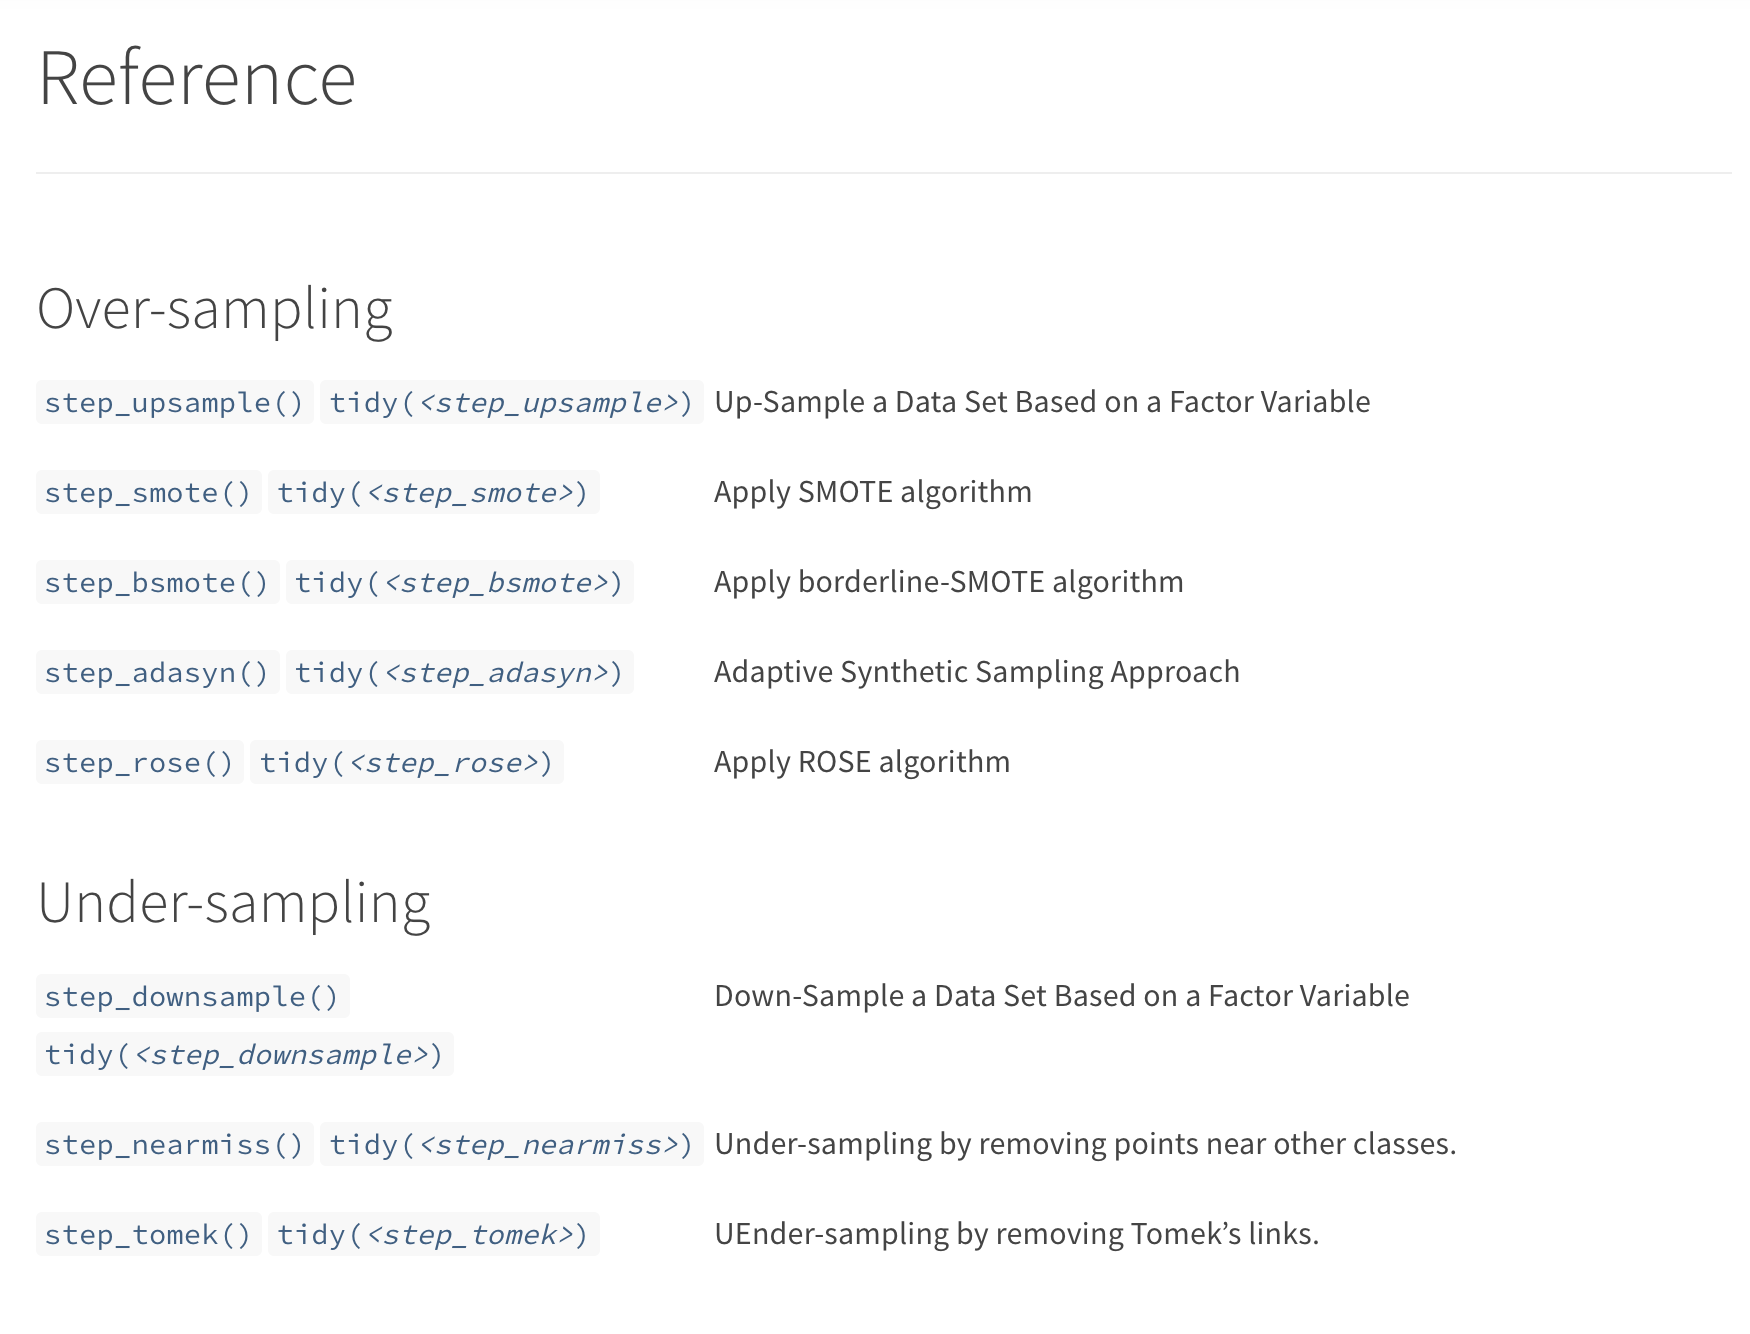 Reference
Over-sampling
step_upsample() tidy(<step_upsample>) Up-Sample a Data Set Based on a Factor Variable
step_smote() tidy(<step_smote>) Apply SMOTE algorithm
step_bsmote() tidy(<step_bsmote>) Apply borderline-SMOTE algorithm
step_adasyn() tidy(<step_adasyn>) Adaptive Synthetic Sampling Approach
step_rose() tidy(<step_rose>) Apply ROSE algorithm
Under-sampling
step_downsample() Down-Sample a Data Set Based on a Factor Variable
tidy(<step_downsample>)
step_nearmiss() tidy(<step_nearmiss>) Under-sampling by removing points near other classes.
step_tomek() tidy(<step_tomek>) UEnder-sampling by removing Tomek’s links.